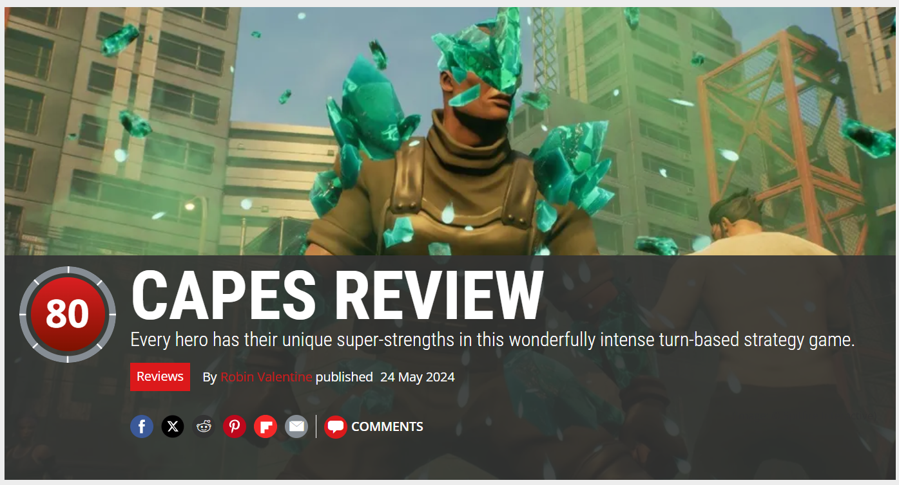 80
CAPES REVIEW
Every hero has their unique super-strengths in this wonderfully intense turn-based strategy game.
Reviews By Robin Valentine published 24 May 2024
COMMENTS